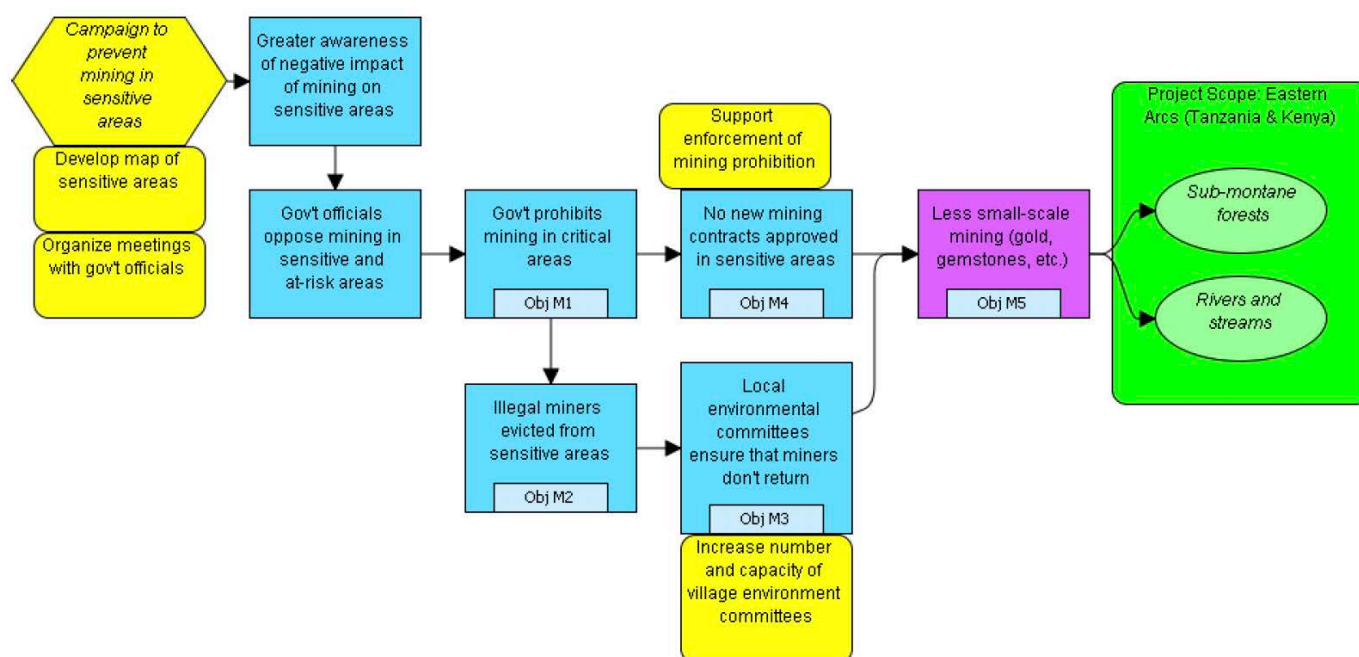 Campaign to
prevent
mining in
sensitive
areas
Develop map of
sensitive areas
Organize meetings
with gov't officials
Greater awareness
of negative impact
of mining on
sensitive areas
Gov't officials
oppose mining in
sensitive and
at-risk areas
Gov't prohibits
mining in critical
areas
Obj M1
Illegal miners
evicted from
sensitive areas
Obj M2
Support
enforcement of
mining prohibition
No new mining
contracts approved
in sensitive areas
Obj M4
Local
environmental
committees
ensure that miners
don't return
Obj M3
Increase number
and capacity of
village environment
committees
Less small-scale
mining (gold,
gemstones, etc.)
Obj M5
Project Scope: Eastern
Arcs (Tanzania & Kenya)
Sub-montane
forests
Rivers and
streams